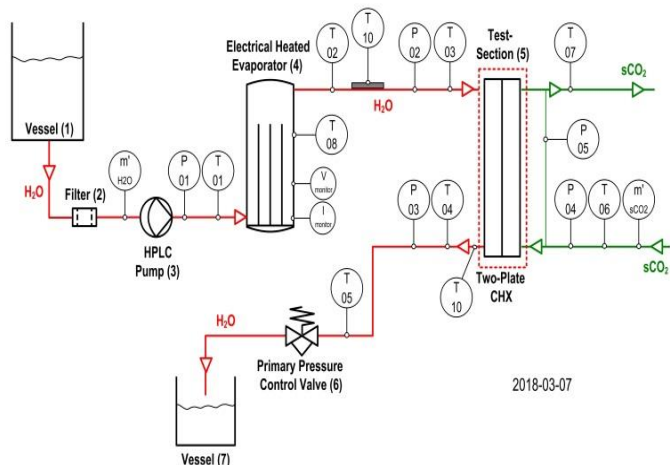 Vessel (1)
H₂O
Filter (2)
m'
H2O
HPLC
Pump (3)
P
01
T
01
Electrical Heated
Evaporator (4)
T
02
T
10
H₂O
P
02
T
03
T
08
V
monitor
I
monitor
Test-
Section (5)
T
07
sCO₂
P
05
P
03
T
04
T
10
Two-Plate
CHX
P
04
T
06
m'
sCO2
sCO₂
T
05
H₂O
Primary Pressure
Control Valve (6)
Vessel (7)
2018-03-07